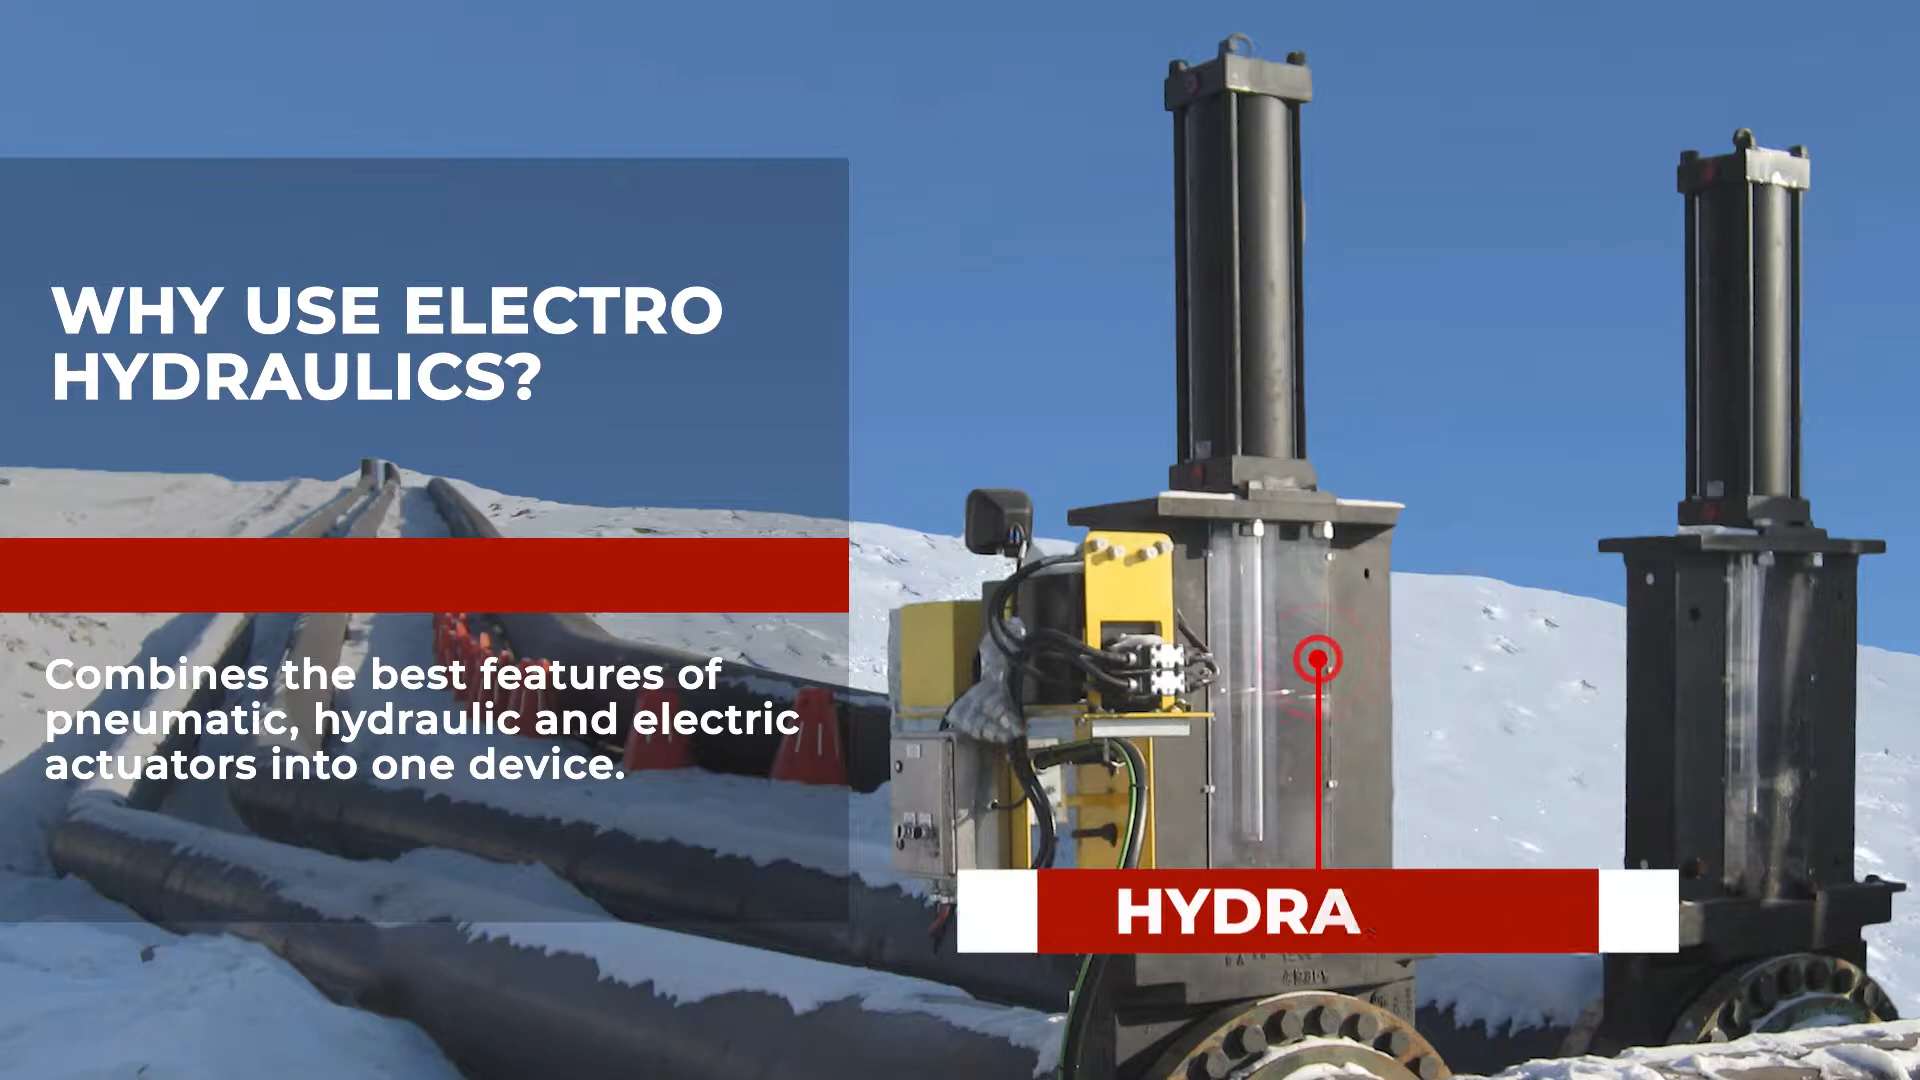 WHY USE ELECTRO
HYDRAULICS?
Combines the best features of
pneumatic, hydraulic and electric
actuators into one device.
HYDRA